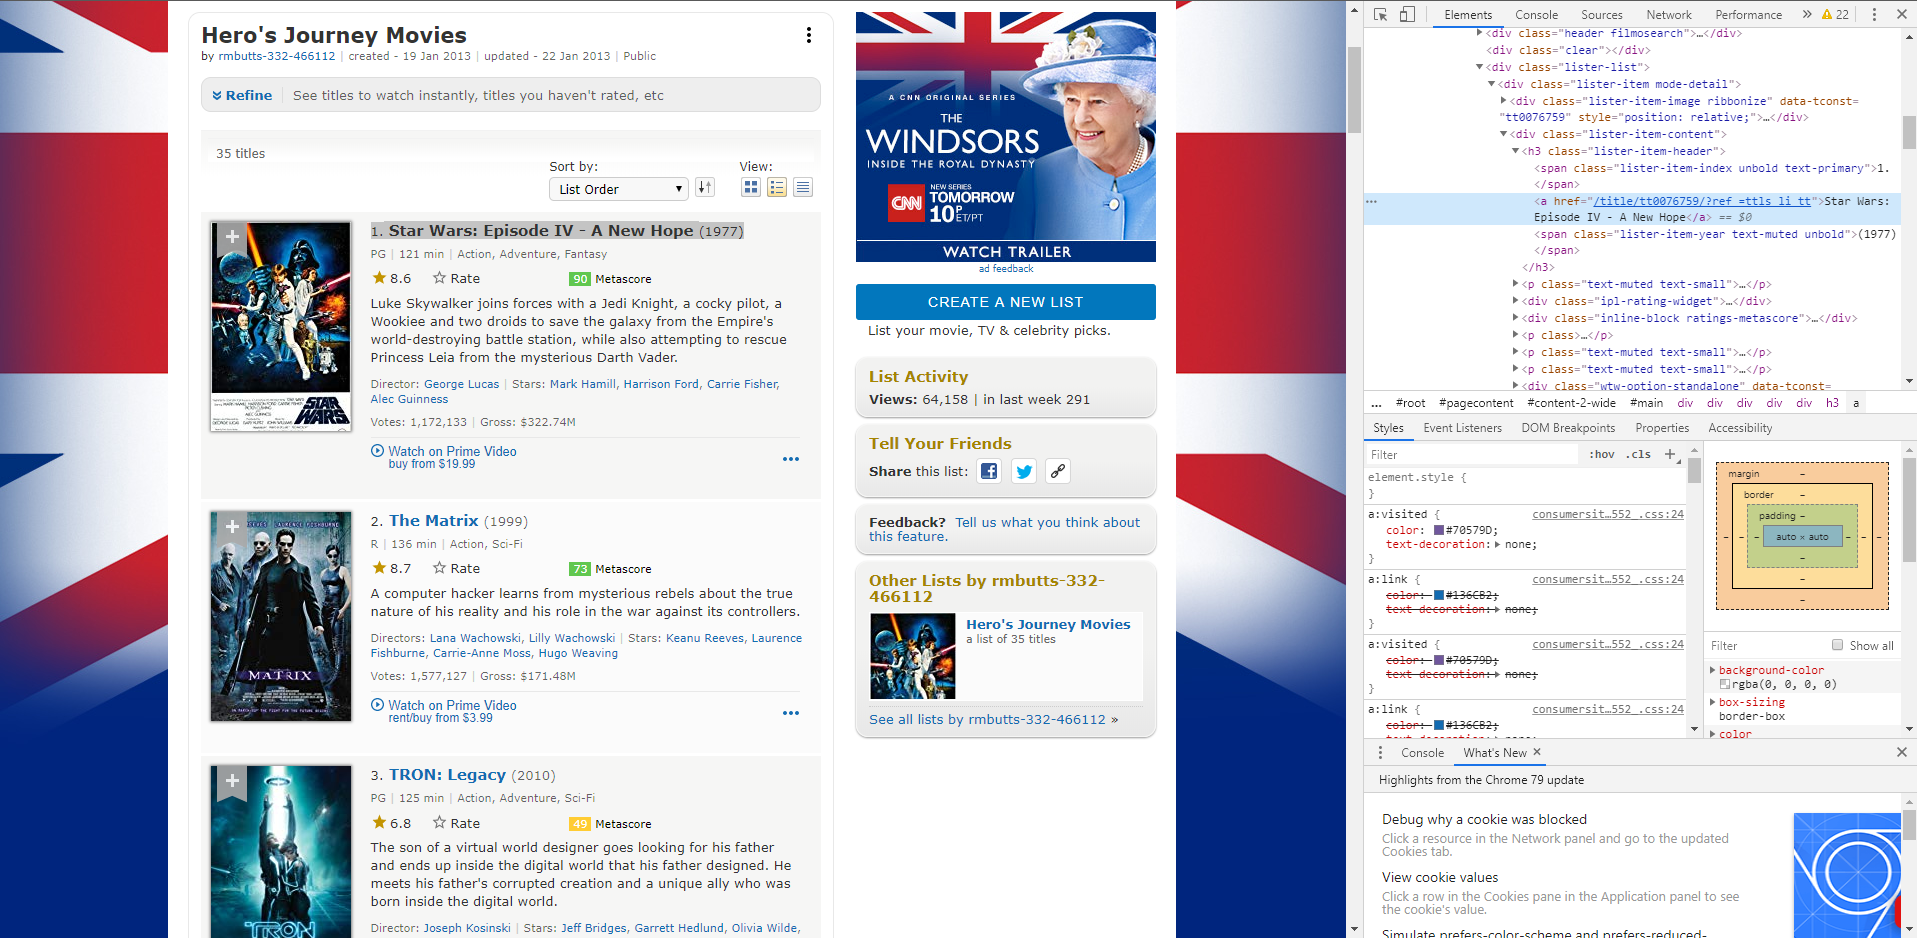 Hero's Journey Movies
by rmbutts-332-466112 | created - 19 Jan 2013 | updated - 22 Jan 2013 | Public
Refine See titles to watch instantly, titles you haven't rated, etc
35 titles
Sort by:
List Order
View:
1. Star Wars: Episode IV - A New Hope (1977)
PG | 121 min | Action, Adventure, Fantasy
8.6 Rate 90 Metascore
Luke Skywalker joins forces with a Jedi Knight, a cocky pilot, a
Wookiee and two droids to save the galaxy from the Empire's
world-destroying battle station, while also attempting to rescue
Princess Leia from the mysterious Darth Vader.
Director: George Lucas | Stars: Mark Hamill, Harrison Ford, Carrie Fisher,
Alec Guinness
Votes: 1,172,133 | Gross: $322.74M
Watch on Prime Video
buy from $19.99
STAR WARS
2. The Matrix (1999)
R | 136 min | Action, Sci-Fi
8.7 Rate 73 Metascore
A computer hacker learns from mysterious rebels about the true
nature of his reality and his role in the war against its controllers.
Directors: Lana Wachowski, Lilly Wachowski | Stars: Keanu Reeves, Laurence
Fishburne, Carrie-Anne Moss, Hugo Weaving
Votes: 1,577,127 | Gross: $171.48M
Watch on Prime Video
rent/buy from $3.99
MATRIX
3. TRON: Legacy (2010)
PG | 125 min | Action, Adventure, Sci-Fi
6.8 Rate 49 Metascore
The son of a virtual world designer goes looking for his father
and ends up inside the digital world that his father designed. He
meets his father's corrupted creation and a unique ally who was
born inside the digital world.
Director: Joseph Kosinski | Stars: Jeff Bridges, Garrett Hedlund, Olivia Wilde,
TRON
A CNN ORIGINAL SERIES
THE
WINDSORS
INSIDE THE ROYAL DYNASTY
CNN
NEW SERIES
TOMORROW
10P ET/PT
WATCH TRAILER
ad feedback
CREATE A NEW LIST
List your movie, TV & celebrity picks.
List Activity
Views: 64,158 | in last week 291
Tell Your Friends
Share this list:
Feedback? Tell us what you think about
this feature.
Other Lists by rmbutts-332-
466112
Hero's Journey Movies
a list of 35 titles
See all lists by rmbutts-332-466112 »
Elements Console Sources Network Performance » 22
<div class="header filmosearch">…</div>
<div class="clear"></div>
<div class="lister-list">
<div class="lister-item mode-detail">
<div class="lister-item-image ribbonize" data-tconst=
"tt0076759" style="position: relative;">…</div>
<div class="lister-item-content">
<h3 class="lister-item-header">
<span class="lister-item-index unbold text-primary">1.
</span>
<a href="/title/tt0076759/?ref_=ttls_li_tt">Star Wars:
Episode IV - A New Hope</a> == $0
<span class="lister-item-year text-muted unbold">(1977)
</span>
</h3>
<p class="text-muted text-small">…</p>
<div class="ipl-rating-widget">…</div>
<div class="inline-block ratings-metascore">…</div>
<p class>…</p>
<p class="text-muted text-small">…</p>
<p class="text-muted text-small">…</p>
<div class="wtw-option-standalone" data-tconst=
... #root #pagecontent #content-2-wide #main div div div div div h3 a
Styles Event Listeners DOM Breakpoints Properties Accessibility
Filter :hov .cls +
element.style {
}
a:visited { consumersit…552_.css:24
color: #70579D;
text-decoration: none;
}
a:link { consumersit…552_.css:24
color: #136CB2;
text-decoration: none;
}
a:visited { consumersit…552_.css:24
color: #70579D;
text-decoration: none;
}
a:link { consumersit…552_.css:24
color: #136CB2;
margin –
border –
padding –
auto × auto
Filter Show all
background-color
rgba(0, 0, 0, 0)
box-sizing
border-box
color
Console What's New
Highlights from the Chrome 79 update
Debug why a cookie was blocked
Click a resource in the Network panel and go to the updated
Cookies tab.
View cookie values
Click a row in the Cookies pane in the Application panel to see
the cookie's value.
Simulate prefers-color-scheme and prefers-reduced-